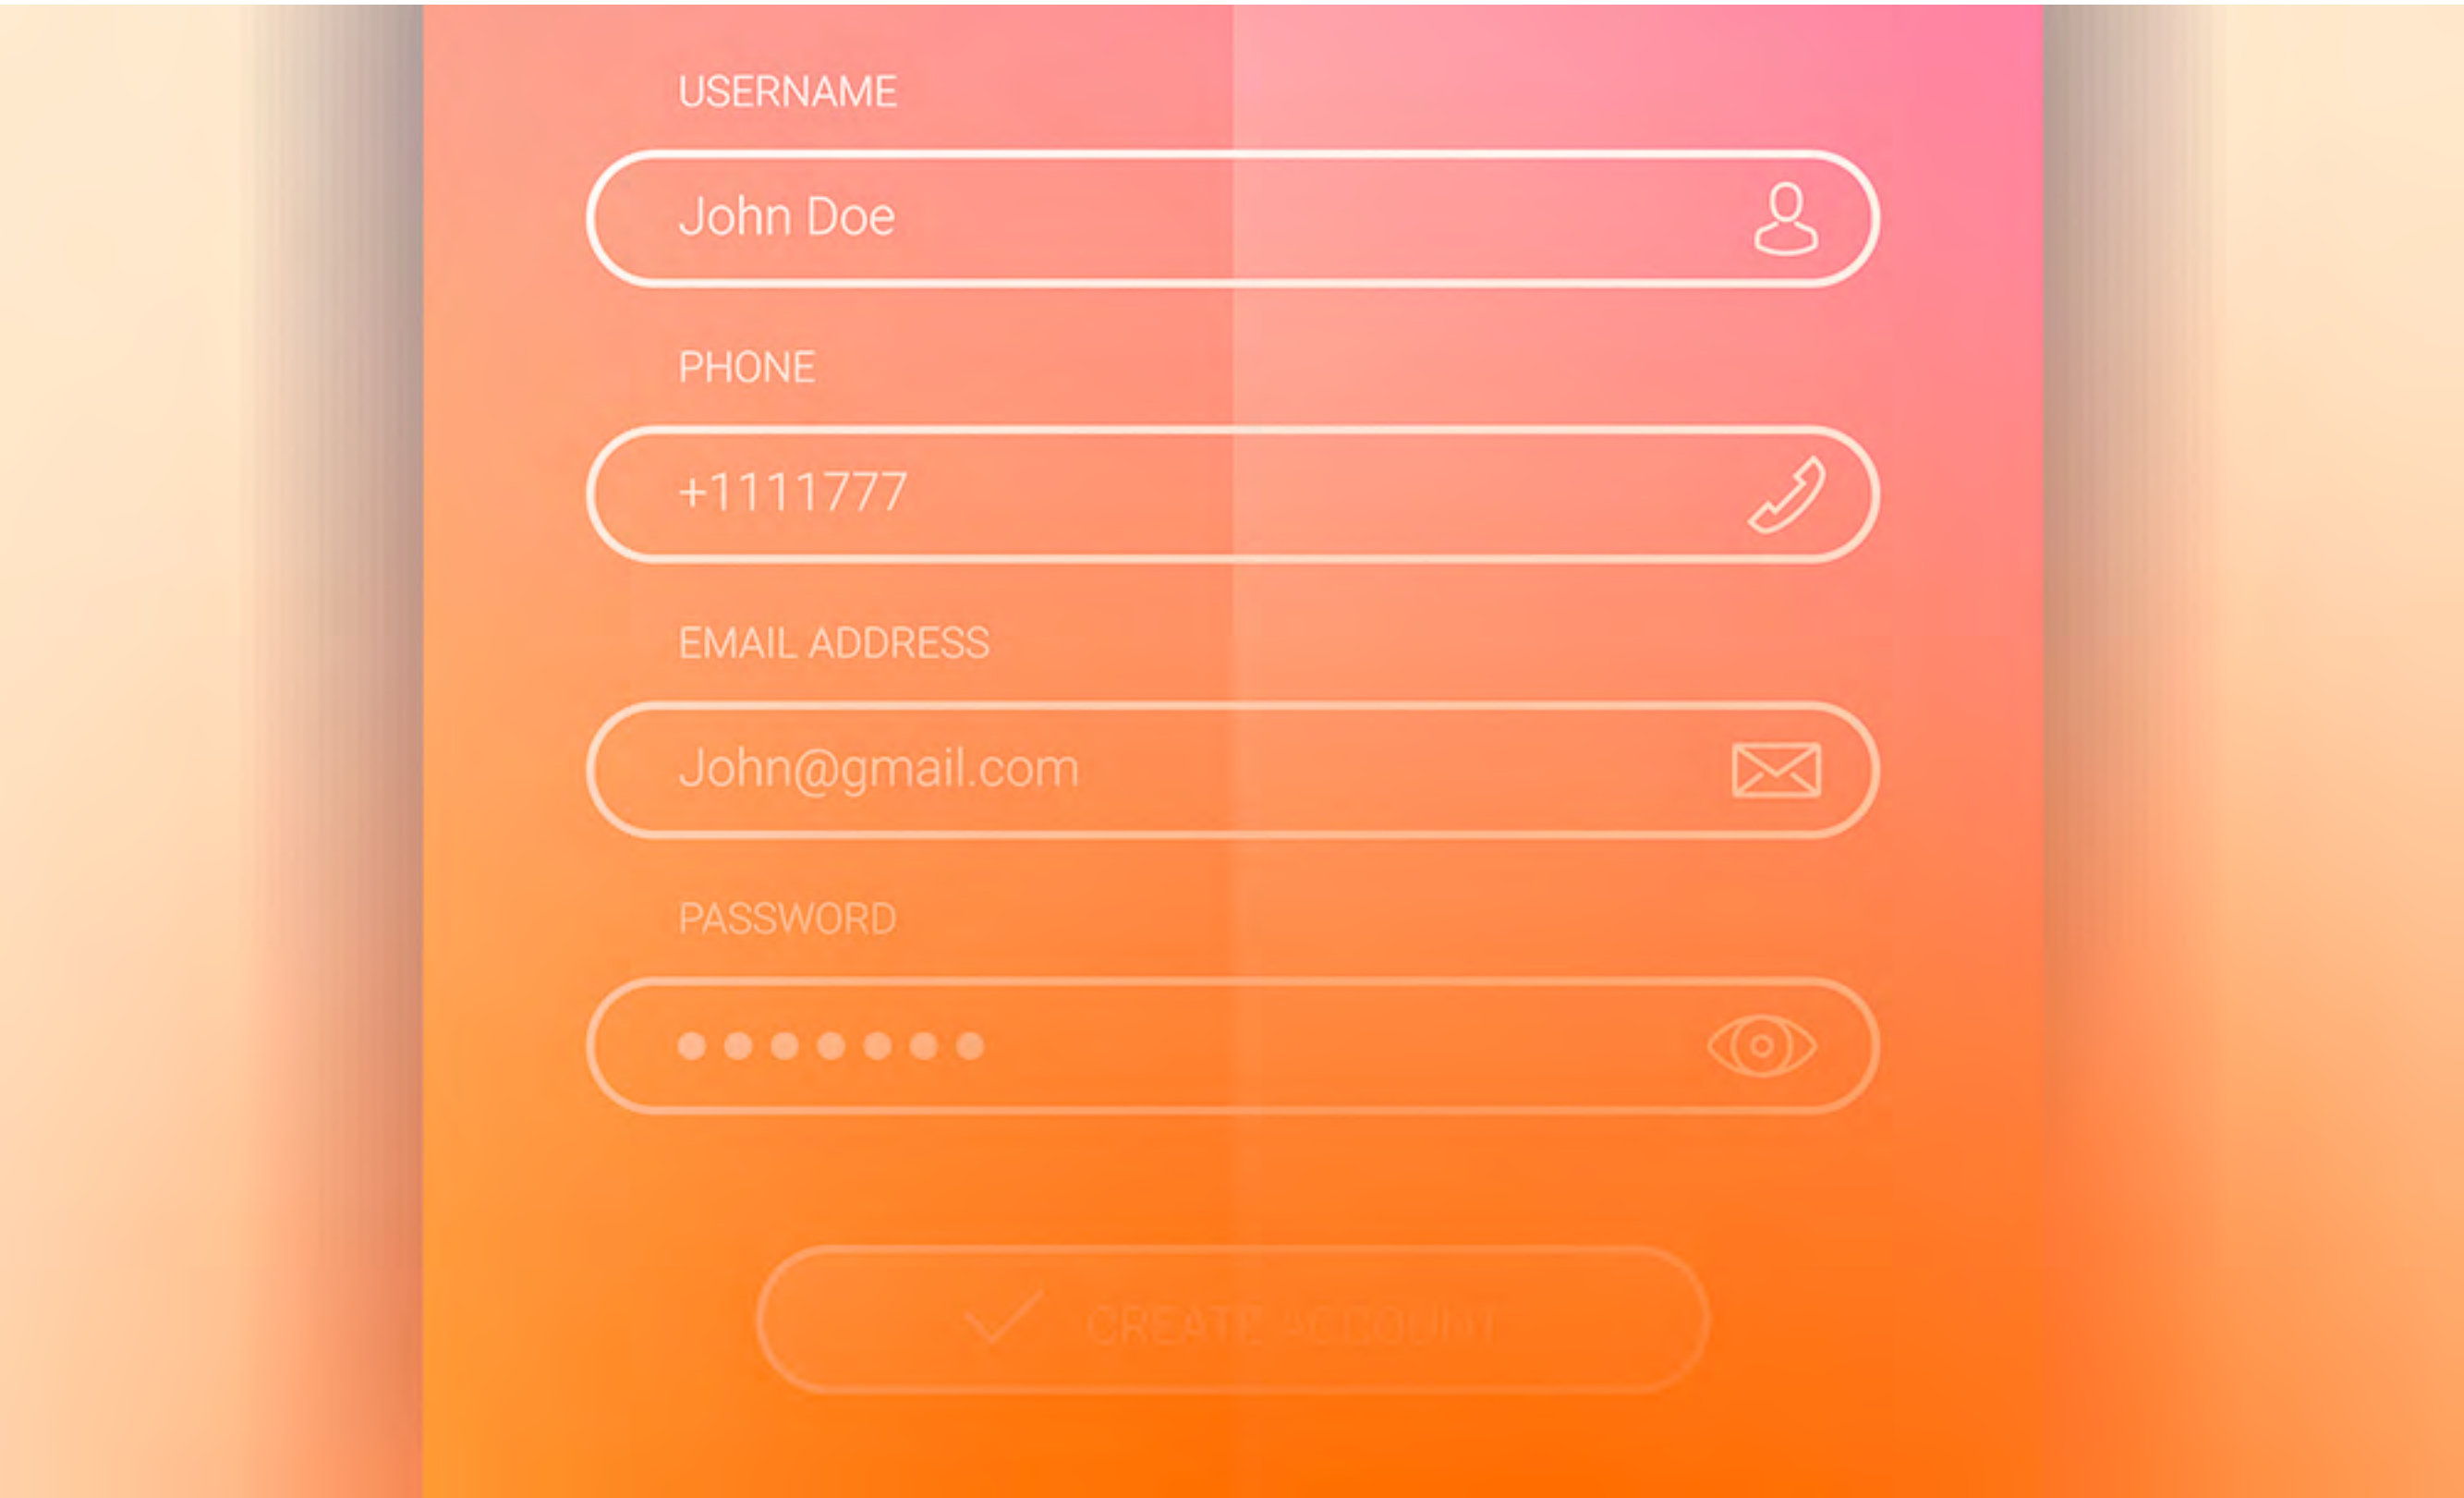 USERNAME
John Doe
PHONE
+1111777
EMAIL ADDRESS
John@gmail.com
PASSWORD
CREATE ACCOUNT